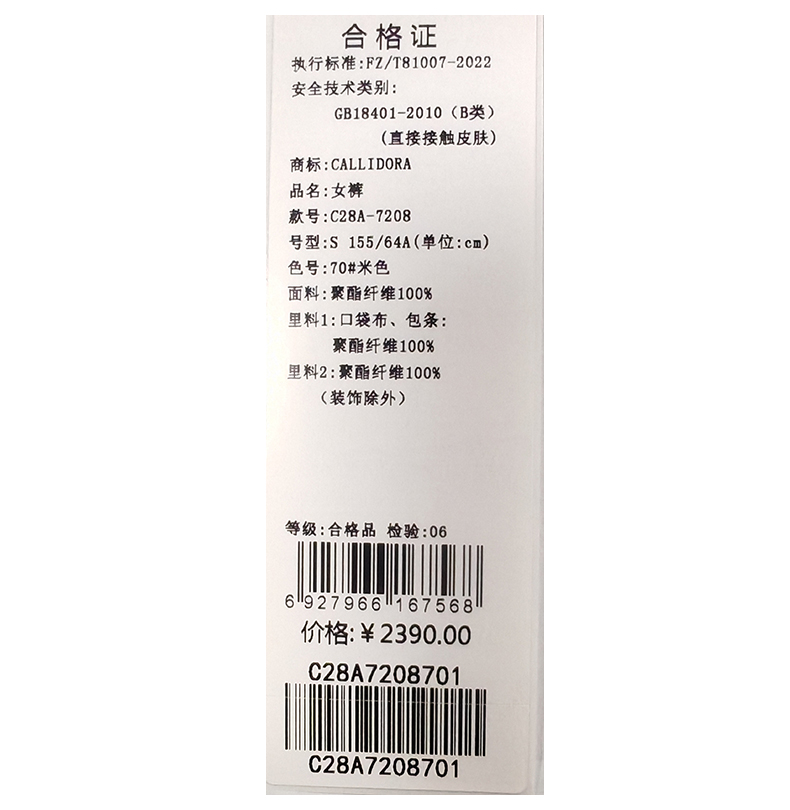 合格证
执行标准:FZ/T81007-2022
安全技术类别:
GB18401-2010（B类）
(直接接触皮肤)
商标:CALLIDORA
品名:女裤
款号:C28A-7208
号型:S 155/64A(单位:cm)
色号:70#米色
面料:聚酯纤维100%
里料1:口袋布、包条:
聚酯纤维100%
里料2:聚酯纤维100%
（装饰除外）
等级:合格品 检验:06
6 927966 167568
价格:￥2390.00
C28A7208701
C28A7208701